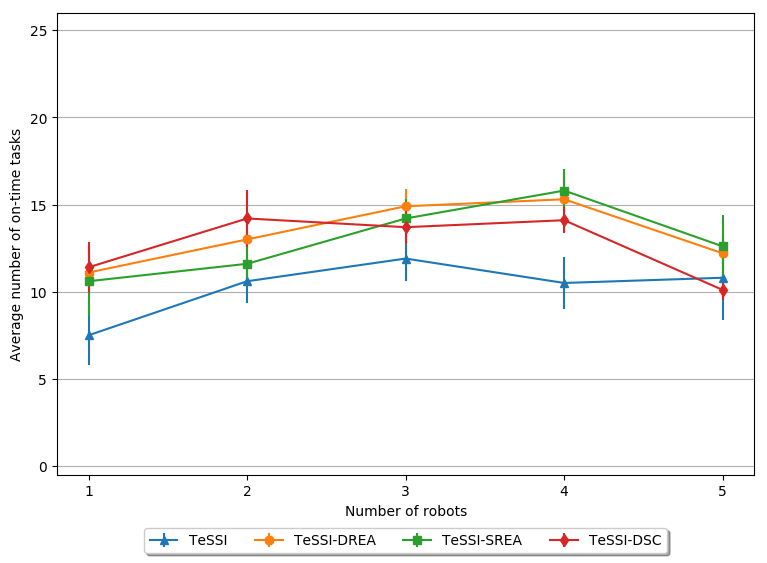 25
20
15
10
5
0
Average number of on-time tasks
1 2 3 4 5
Number of robots
TeSSI TeSSI-DREA TeSSI-SREA TeSSI-DSC